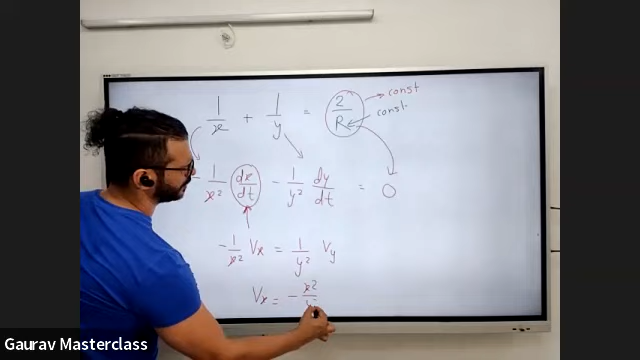 1/x + 1/y = 2/R → const
const
- 1/x² dx/dt - 1/y² dy/dt = 0
- 1/x² Vx = 1/y² Vy
Vx = - x²/y²
Gaurav Masterclass